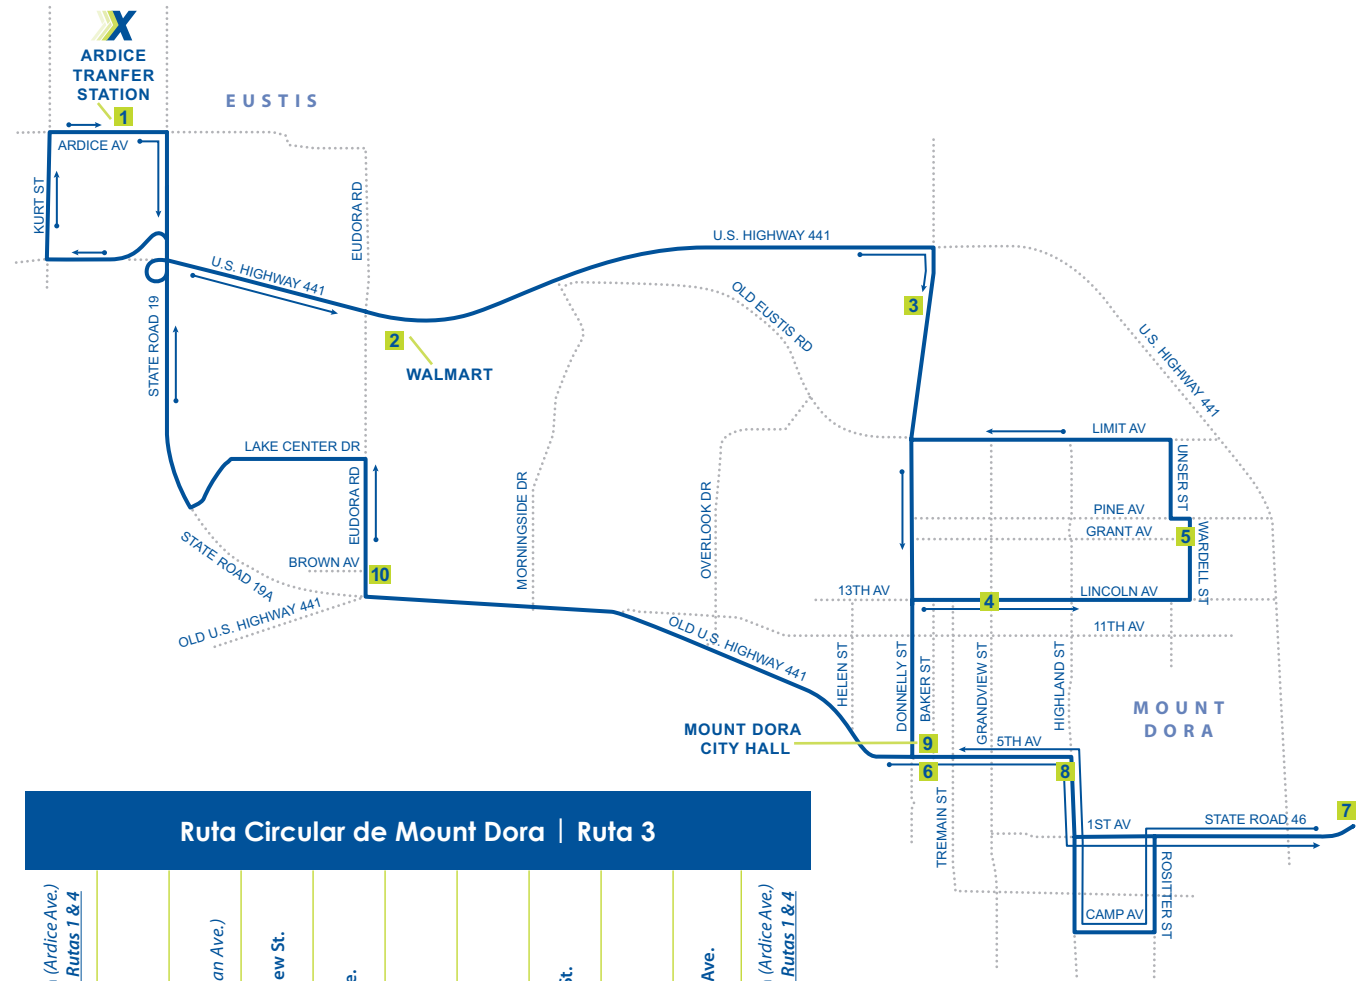 X
ARDICE
TRANFER
STATION
1
EUSTIS
ARDICE AV
KURT ST
EUDORA RD
U.S. HIGHWAY 441
U.S. HIGHWAY 441
STATE ROAD 19
2
WALMART
OLD EUSTIS RD
3
U.S. HIGHWAY 441
LAKE CENTER DR
LIMIT AV
UNSER ST
EUDORA RD
MORNINGSIDE DR
OVERLOOK DR
PINE AV
GRANT AV
5
WARDELL ST
STATE ROAD 19A
BROWN AV
10
13TH AV
4
LINCOLN AV
OLD U.S. HIGHWAY 441
OLD U.S. HIGHWAY 441
11TH AV
HELEN ST
DONNELLY ST
BAKER ST
GRANDVIEW ST
HIGHLAND ST
MOUNT
DORA
MOUNT DORA
CITY HALL
9
5TH AV
6
8
TREMAIN ST
1ST AV
STATE ROAD 46
7
ROSITTER ST
CAMP AV
Ruta Circular de Mount Dora | Ruta 3
(Ardice Ave.)
Rutas 1 & 4
an Ave.)
ew St.
e.
St.
Ave.
(Ardice Ave.)
Rutas 1 & 4